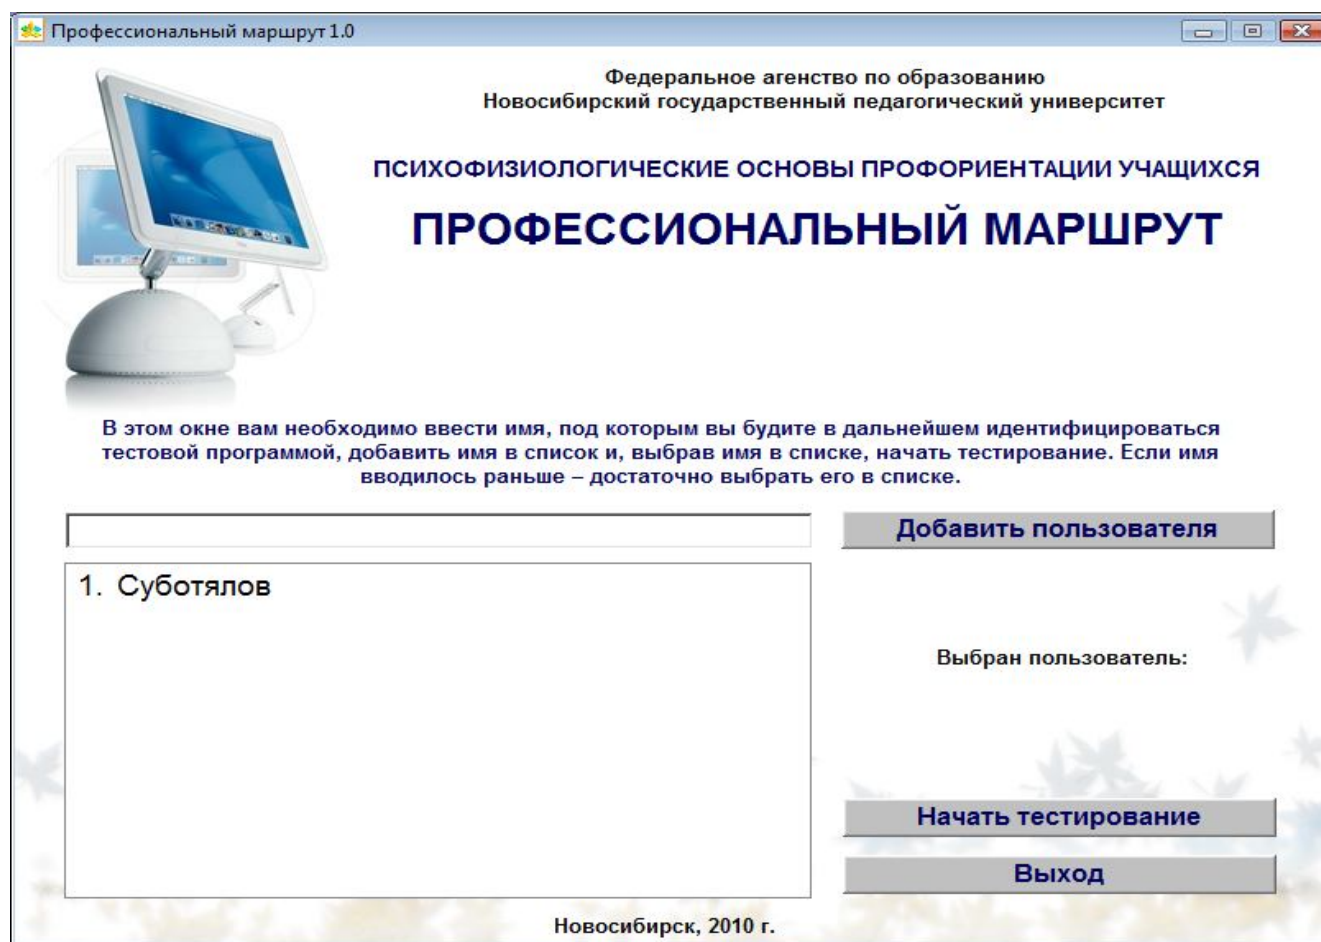 Профессиональный маршрут 1.0
Федеральное агенство по образованию
Новосибирский государственный педагогический университет
ПСИХОФИЗИОЛОГИЧЕСКИЕ ОСНОВЫ ПРОФОРИЕНТАЦИИ УЧАЩИХСЯ
ПРОФЕССИОНАЛЬНЫЙ МАРШРУТ
В этом окне вам необходимо ввести имя, под которым вы будите в дальнейшем идентифицироваться
тестовой программой, добавить имя в список и, выбрав имя в списке, начать тестирование. Если имя
вводилось раньше – достаточно выбрать его в списке.
Добавить пользователя
1. Суботялов
Выбран пользователь:
Начать тестирование
Выход
Новосибирск, 2010 г.